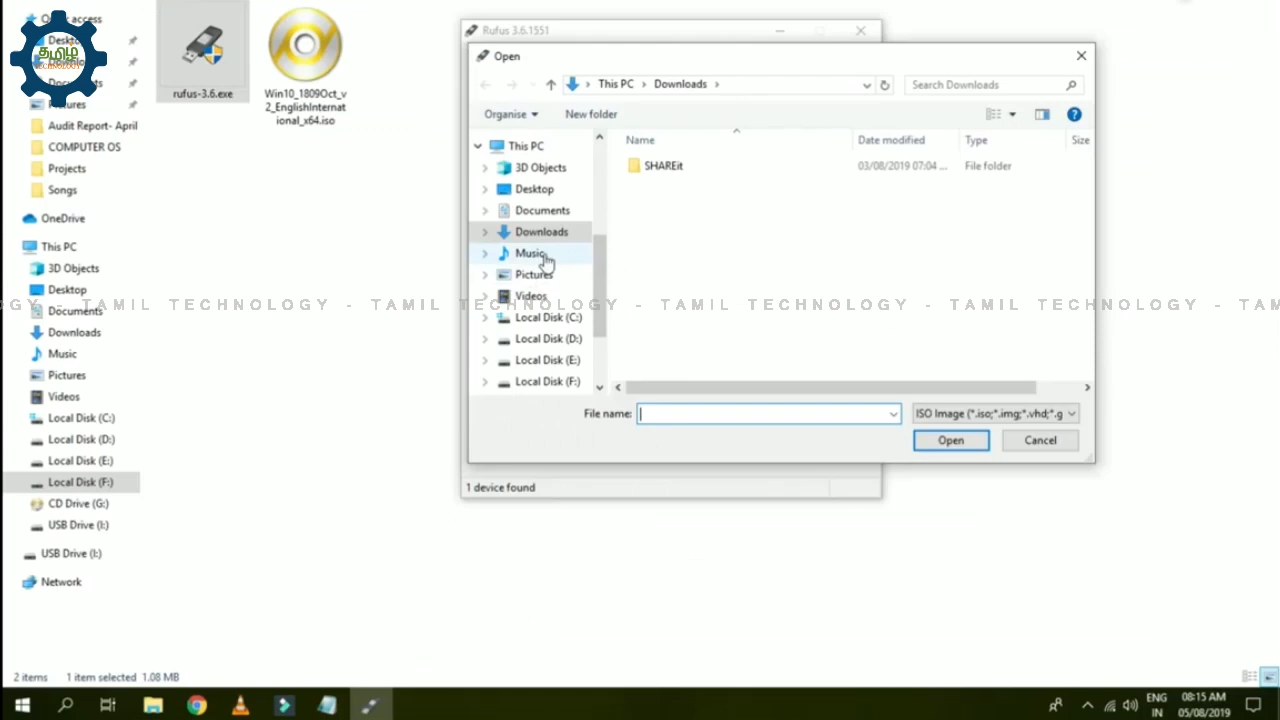 Quick access
Desktop
தமிழ்
TECHNOLOGY
Downloads
Documents
Pictures
Audit Report- April
COMPUTER OS
Projects
Songs
OneDrive
This PC
3D Objects
Desktop
Documents
Downloads
Music
Pictures
Videos
Local Disk (C:)
Local Disk (D:)
Local Disk (E:)
Local Disk (F:)
CD Drive (G:)
USB Drive (I:)
USB Drive (I:)
Network
rufus-3.6.exe
Win10_1809Oct_v
2_EnglishInternat
ional_x64.iso
Rufus 3.6.1551
Open
This PC > Downloads >
Search Downloads
Organise
New folder
This PC
3D Objects
Desktop
Documents
Downloads
Music
Pictures
Videos
Local Disk (C:)
Local Disk (D:)
Local Disk (E:)
Local Disk (F:)
Name Date modified Type Size
SHAREit 03/08/2019 07:04 ... File folder
OGY - TAMIL TECHNOLOGY - TAMIL TECHNOLOGY - TAMIL TECHNOLOGY - TAM
File name:
ISO Image (*.iso;*.img;*.vhd;*.g
Open
Cancel
1 device found
2 items 1 item selected 1.08 MB
ENG
IN
08:15 AM
05/08/2019